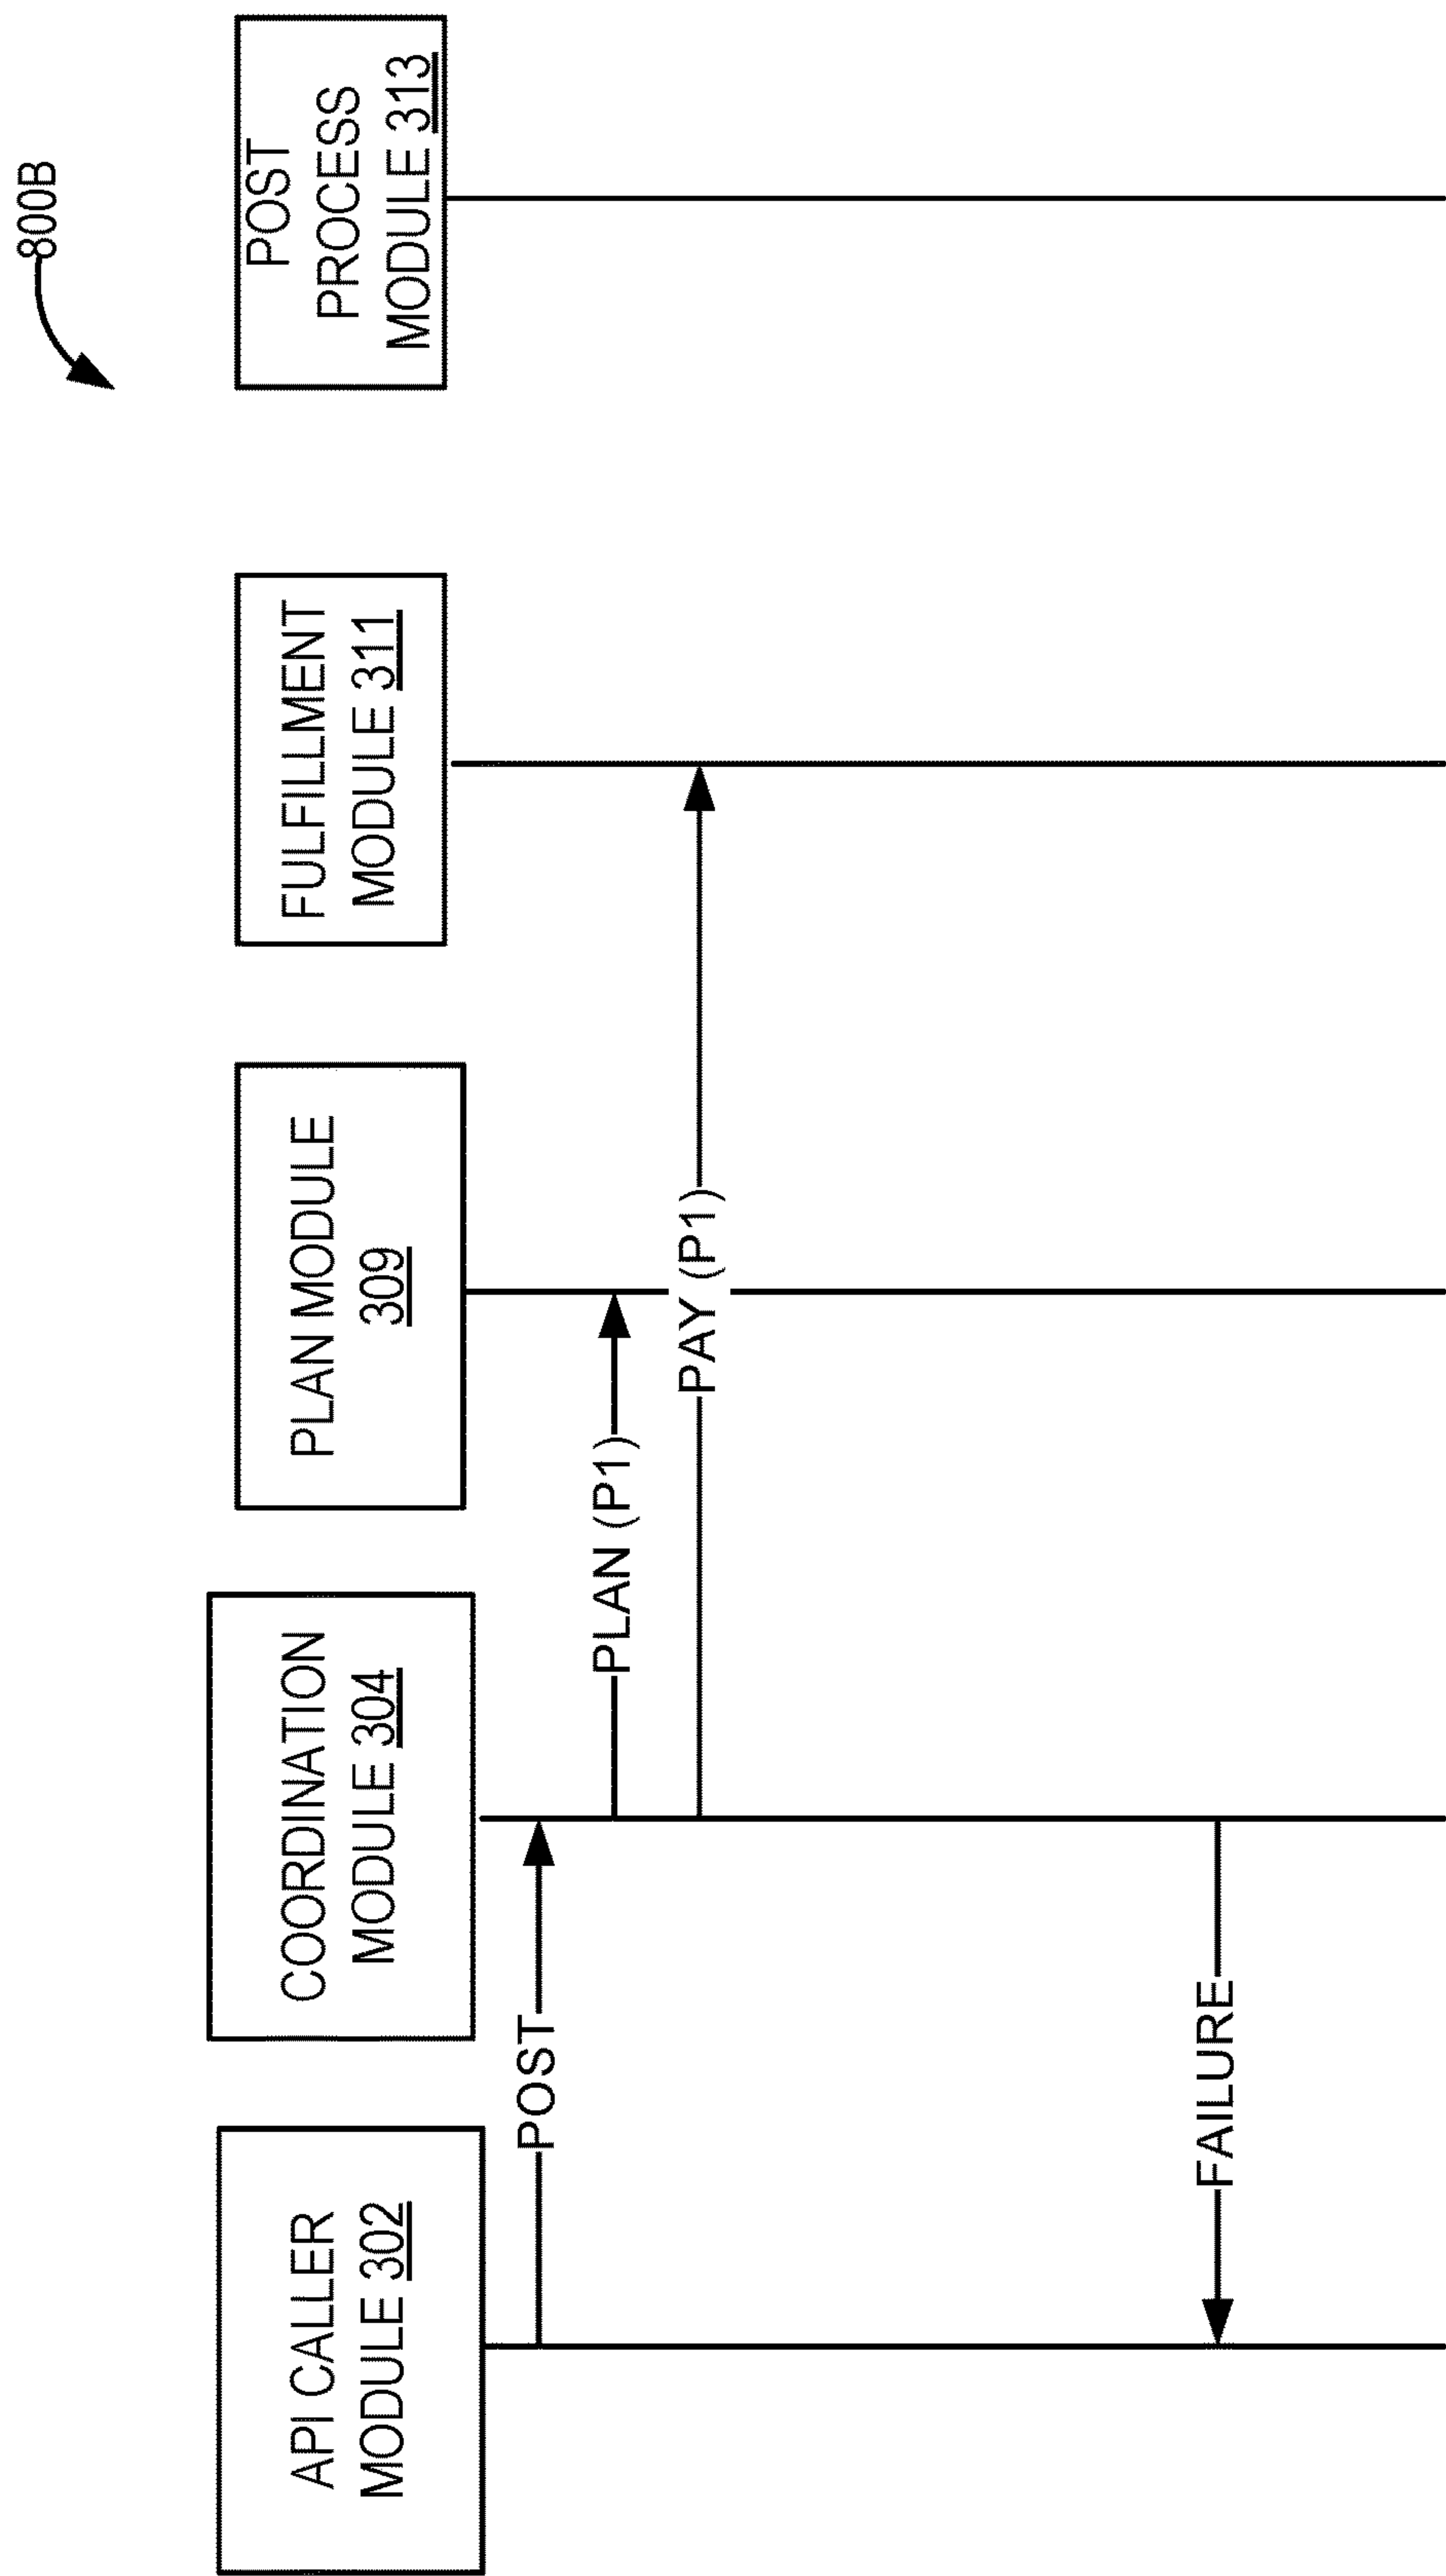 800B
API CALLER
MODULE 302
COORDINATION
MODULE 304
PLAN MODULE
309
FULFILLMENT
MODULE 311
POST
PROCESS
MODULE 313
POST
PLAN (P1)
PAY (P1)
FAILURE